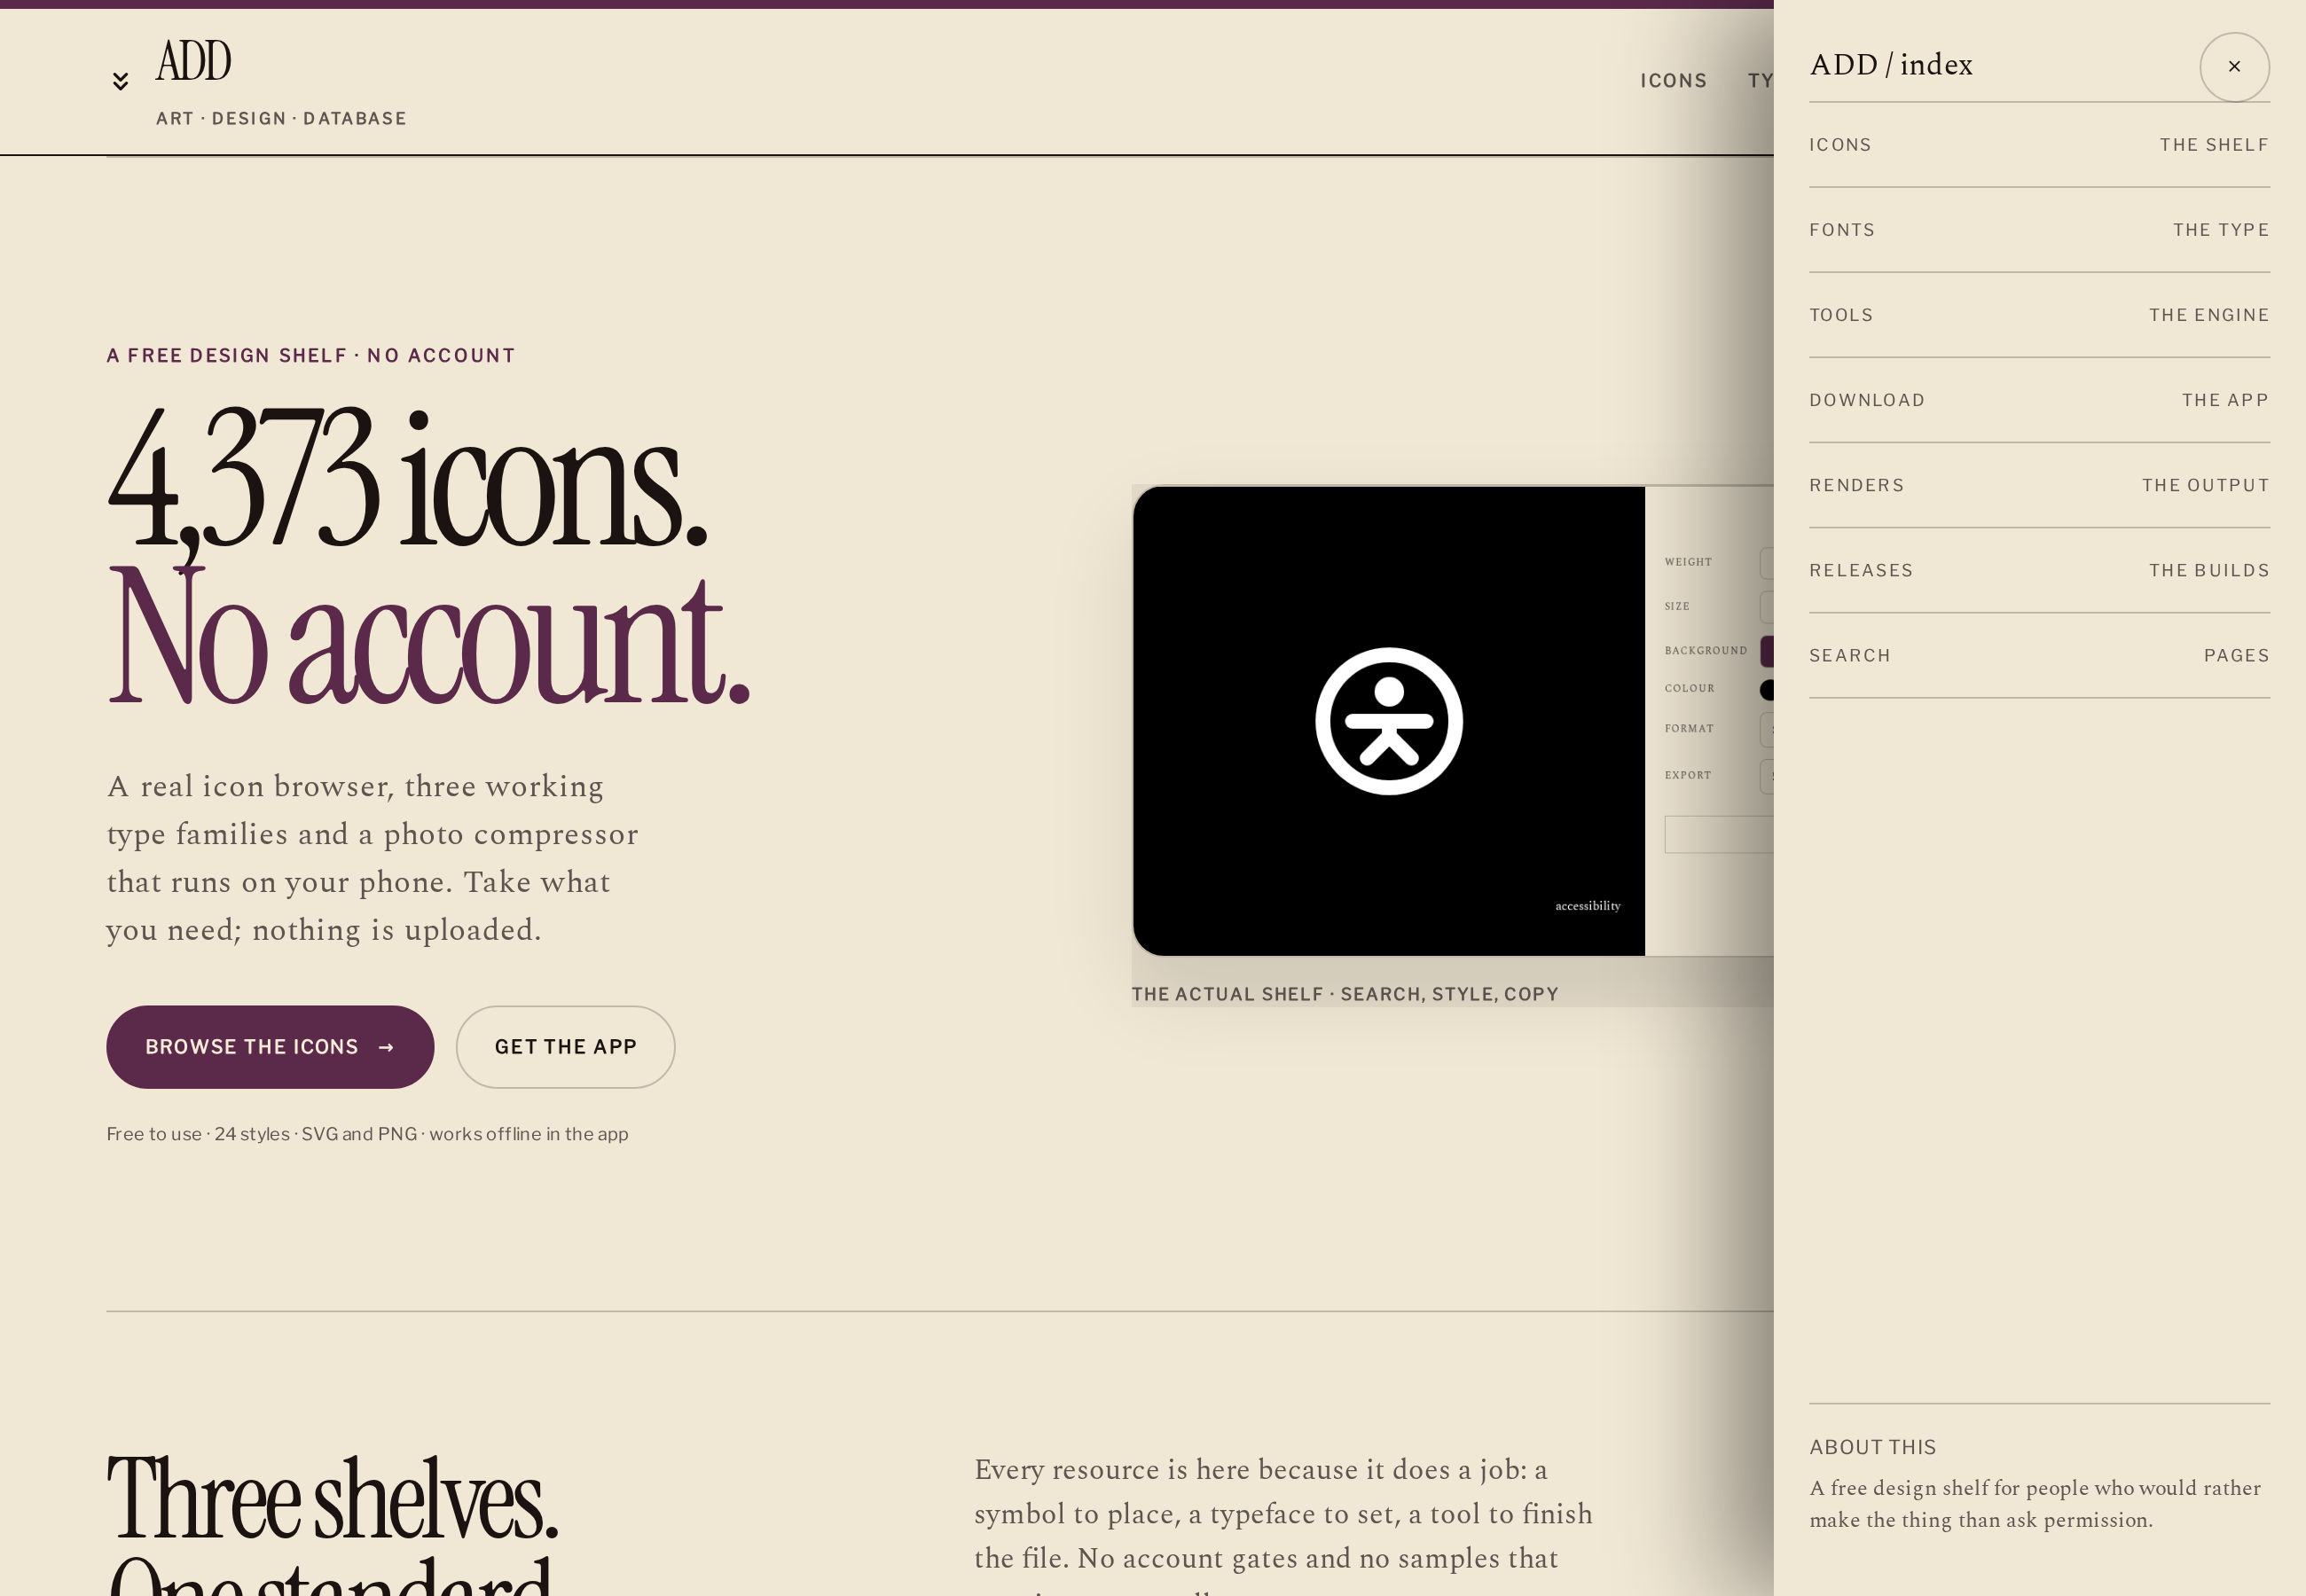 ADD
ART · DESIGN · DATABASE
ICONS
A FREE DESIGN SHELF · NO ACCOUNT
4,373 icons.
No account.
A real icon browser, three working
type families and a photo compressor
that runs on your phone. Take what
you need; nothing is uploaded.
BROWSE THE ICONS →
GET THE APP
Free to use · 24 styles · SVG and PNG · works offline in the app
accessibility
WEIGHT
SIZE
BACKGROUND
COLOUR
FORMAT
EXPORT
THE ACTUAL SHELF · SEARCH, STYLE, COPY
Three shelves.
One standard.
Every resource is here because it does a job: a
symbol to place, a typeface to set, a tool to finish
the file. No account gates and no samples that
ADD / index
×
ICONS THE SHELF
FONTS THE TYPE
TOOLS THE ENGINE
DOWNLOAD THE APP
RENDERS THE OUTPUT
RELEASES THE BUILDS
SEARCH PAGES
ABOUT THIS
A free design shelf for people who would rather
make the thing than ask permission.